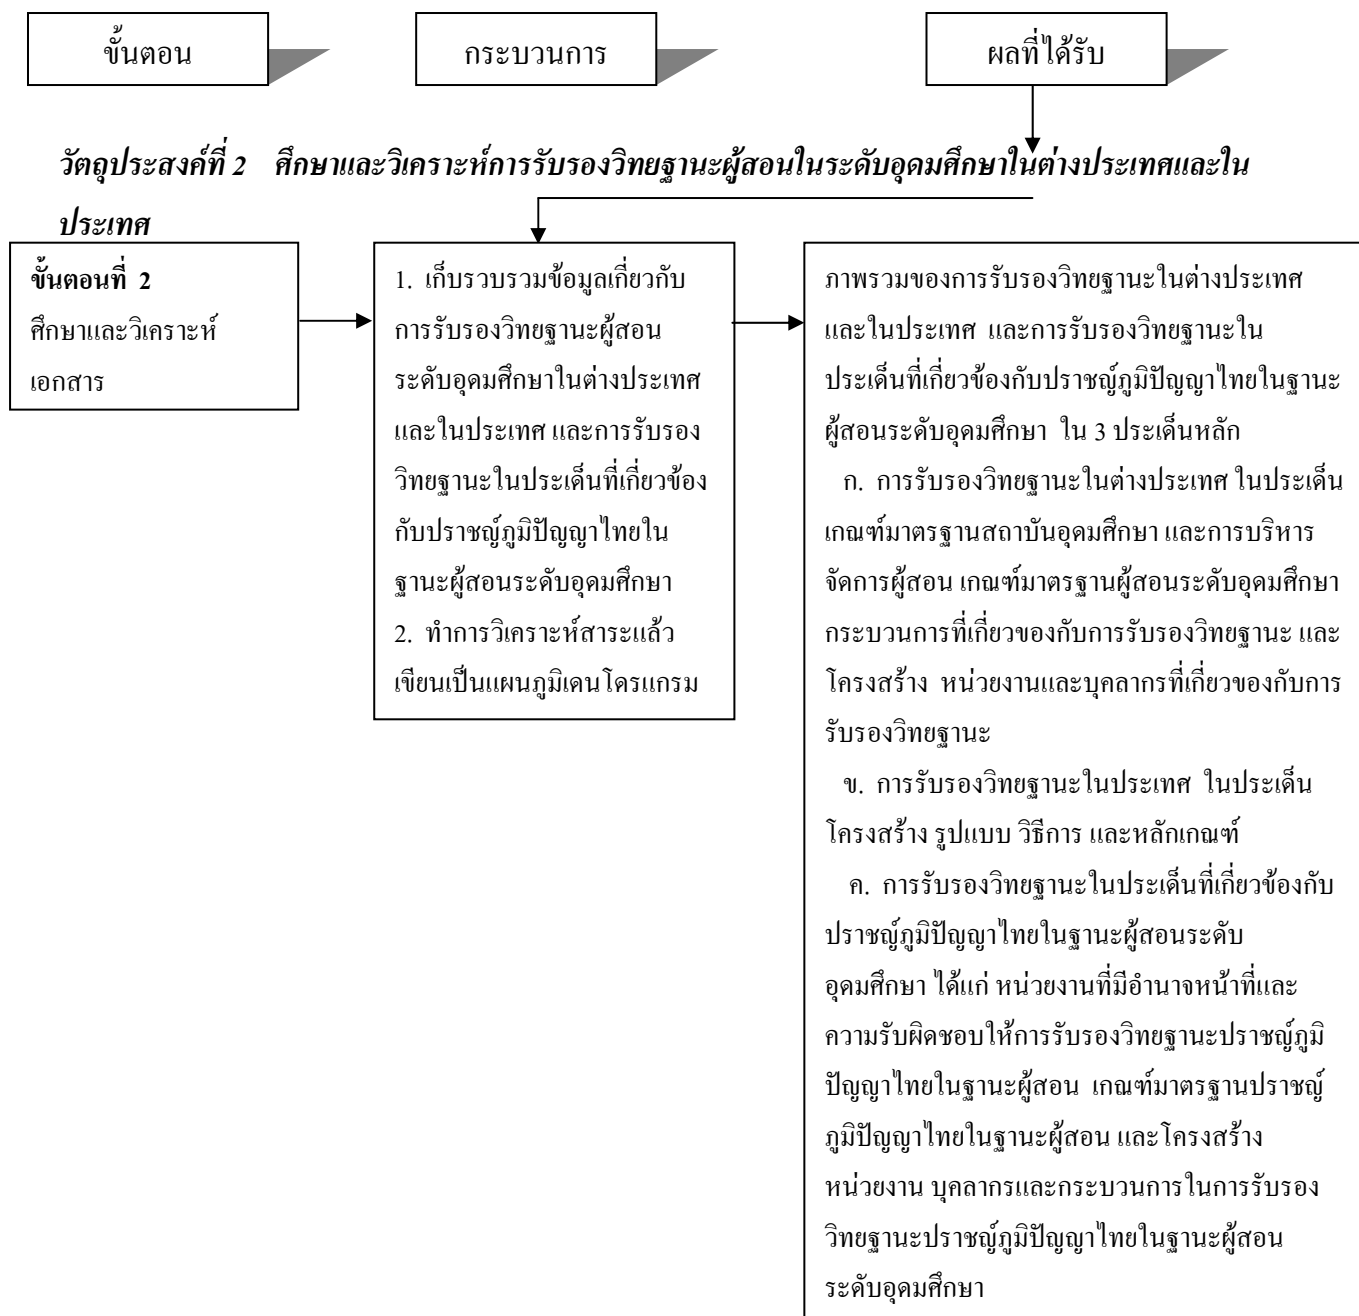 ขั้นตอน
กระบวนการ
ผลที่ได้รับ
วัตถุประสงค์ที่ 2 ศึกษาและวิเคราะห์การรับรองวิทยฐานะผู้สอนในระดับอุดมศึกษาในต่างประเทศและใน
ประเทศ
ขั้นตอนที่ 2
ศึกษาและวิเคราะห์
เอกสาร
1. เก็บรวบรวมข้อมูลเกี่ยวกับ
การรับรองวิทยฐานะผู้สอน
ระดับอุดมศึกษาในต่างประเทศ
และในประเทศ และการรับรอง
วิทยฐานะในประเด็นที่เกี่ยวข้อง
กับปราชญ์ภูมิปัญญาไทยใน
ฐานะผู้สอนระดับอุดมศึกษา
2. ทำการวิเคราะห์สาระแล้ว
เขียนเป็นแผนภูมิเดนโดรแกรม
ภาพรวมของการรับรองวิทยฐานะในต่างประเทศ
และในประเทศ และการรับรองวิทยฐานะใน
ประเด็นที่เกี่ยวข้องกับปราชญ์ภูมิปัญญาไทยในฐานะ
ผู้สอนระดับอุดมศึกษา ใน 3 ประเด็นหลัก
ก. การรับรองวิทยฐานะในต่างประเทศ ในประเด็น
เกณฑ์มาตรฐานสถาบันอุดมศึกษา และการบริหาร
จัดการผู้สอน เกณฑ์มาตรฐานผู้สอนระดับอุดมศึกษา
กระบวนการที่เกี่ยวของกับการรับรองวิทยฐานะ และ
โครงสร้าง หน่วยงานและบุคลากรที่เกี่ยวของกับการ
รับรองวิทยฐานะ
ข. การรับรองวิทยฐานะในประเทศ ในประเด็น
โครงสร้าง รูปแบบ วิธีการ และหลักเกณฑ์
ค. การรับรองวิทยฐานะในประเด็นที่เกี่ยวข้องกับ
ปราชญ์ภูมิปัญญาไทยในฐานะผู้สอนระดับ
อุดมศึกษา ได้แก่ หน่วยงานที่มีอำนาจหน้าที่และ
ความรับผิดชอบให้การรับรองวิทยฐานะปราชญ์ภูมิ
ปัญญาไทยในฐานะผู้สอน เกณฑ์มาตรฐานปราชญ์
ภูมิปัญญาไทยในฐานะผู้สอน และโครงสร้าง
หน่วยงาน บุคลากรและกระบวนการในการรับรอง
วิทยฐานะปราชญ์ภูมิปัญญาไทยในฐานะผู้สอน
ระดับอุดมศึกษา